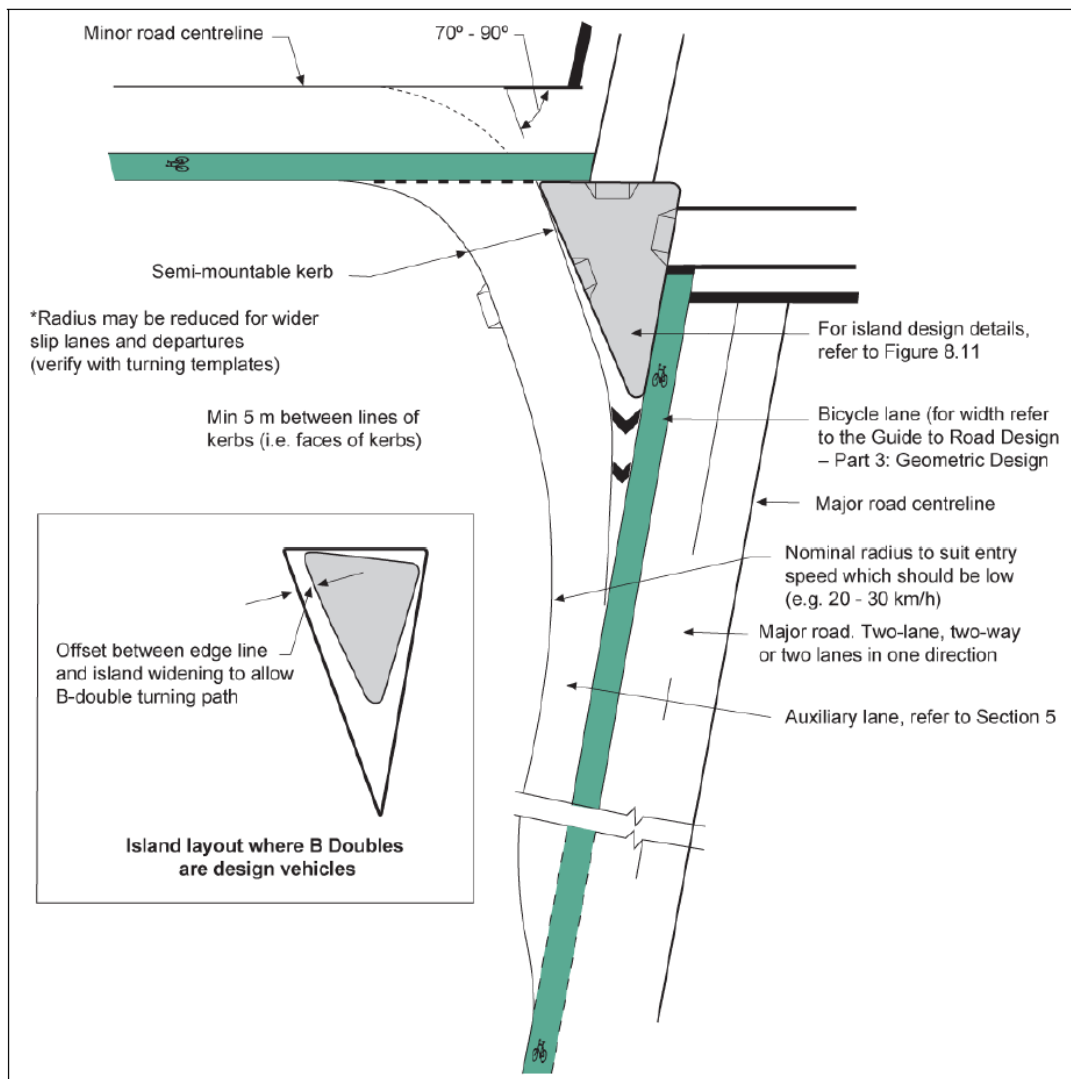 Minor road centreline
70º - 90º
Semi-mountable kerb
*Radius may be reduced for wider
slip lanes and departures
(verify with turning templates)
For island design details,
refer to Figure 8.11
Min 5 m between lines of
kerbs (i.e. faces of kerbs)
Bicycle lane (for width refer
to the Guide to Road Design
– Part 3: Geometric Design
Major road centreline
Nominal radius to suit entry
speed which should be low
(e.g. 20 - 30 km/h)
Major road. Two-lane, two-way
or two lanes in one direction
Auxiliary lane, refer to Section 5
Offset between edge line
and island widening to allow
B-double turning path
Island layout where B Doubles
are design vehicles